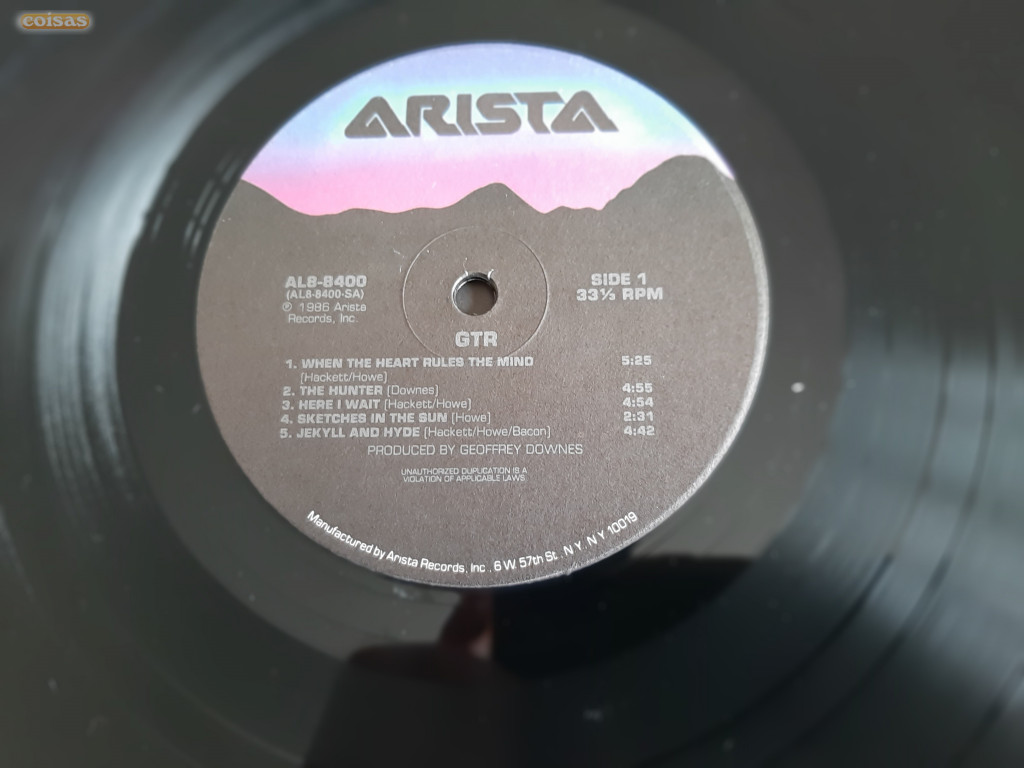 coisas
ARISTA
AL8-8400
(AL8-8400-SA)
℗ 1986 Arista
Records, Inc.
SIDE 1
33⅓ RPM
GTR
1. WHEN THE HEART RULES THE MIND 5:25
(Hackett/Howe)
2. THE HUNTER (Downes) 4:55
3. HERE I WAIT (Hackett/Howe) 4:54
4. SKETCHES IN THE SUN (Howe) 2:31
5. JEKYLL AND HYDE (Hackett/Howe/Bacon) 4:42
PRODUCED BY GEOFFREY DOWNES
UNAUTHORIZED DUPLICATION IS A
VIOLATION OF APPLICABLE LAWS
Manufactured by Arista Records, Inc., 6 W. 57th St., N.Y., N.Y. 10019